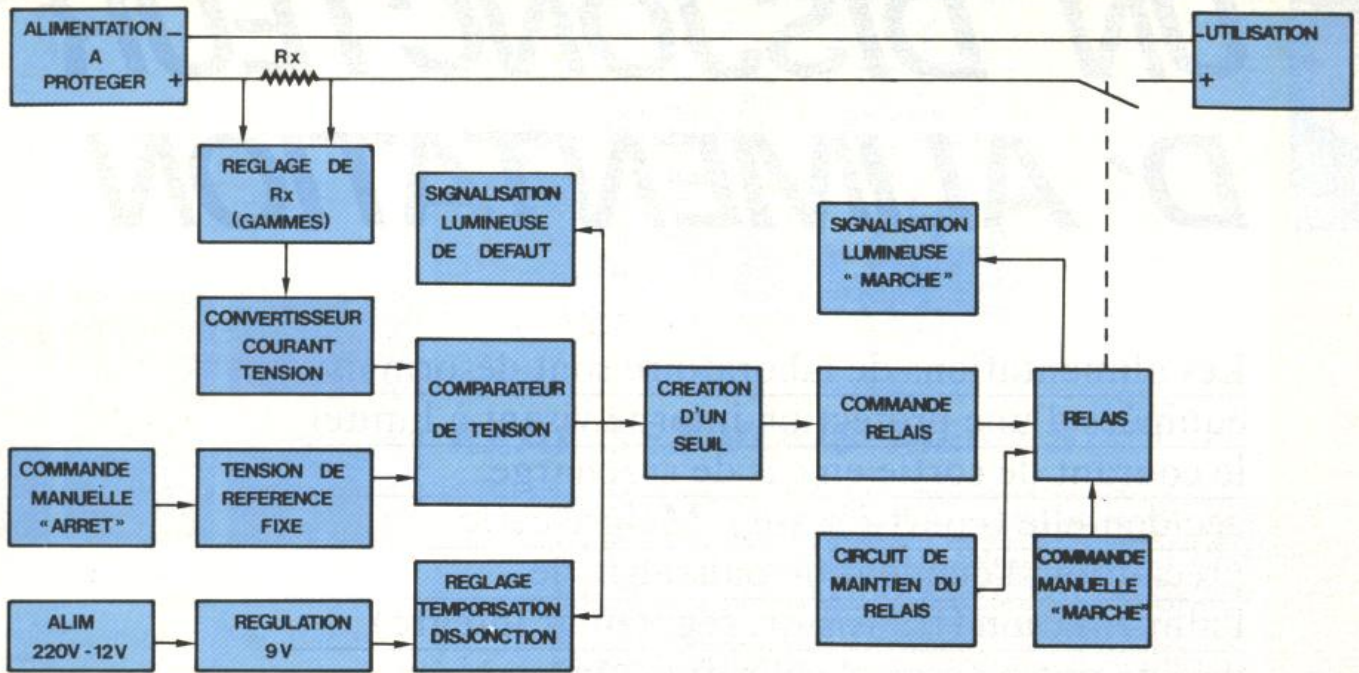 ALIMENTATION –
A
PROTEGER +
Rx
-UTILISATION
+
REGLAGE DE
Rx
(GAMMES)
SIGNALISATION
LUMINEUSE
DE DEFAUT
SIGNALISATION
LUMINEUSE
" MARCHE"
CONVERTISSEUR
COURANT
TENSION
COMPARATEUR
DE TENSION
CREATION
D'UN
SEUIL
COMMANDE
RELAIS
RELAIS
COMMANDE
MANUELLE
"ARRET"
TENSION DE
REFERENCE
FIXE
CIRCUIT DE
MAINTIEN DU
RELAIS
COMMANDE
MANUELLE
"MARCHE"
ALIM
220V - 12V
REGULATION
9V
REGLAGE
TEMPORISATION
DISJONCTION